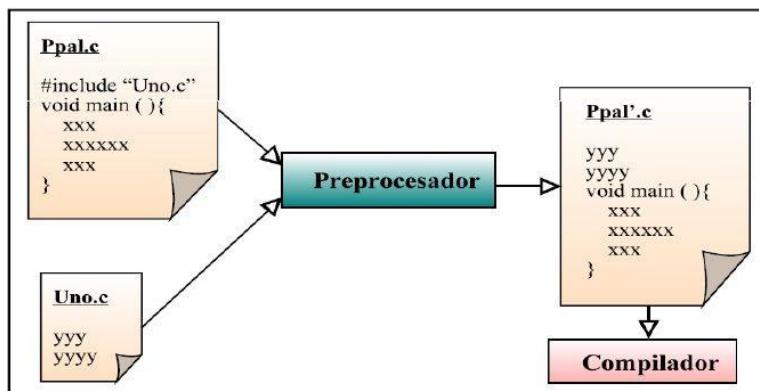 Ppal.c
#include “Uno.c”
void main ( ){
xxx
xxxxxx
xxx
}
Uno.c
yyy
yyyy
Preprocesador
Ppal’.c
yyy
yyyy
void main ( ){
xxx
xxxxxx
xxx
}
Compilador